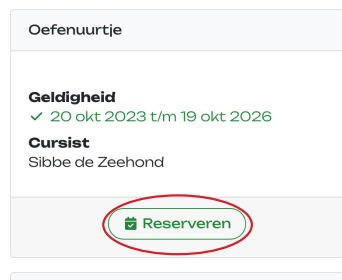 Oefenuurtje
Geldigheid
20 okt 2023 t/m 19 okt 2026
Cursist
Sibbe de Zeehond
Reserveren